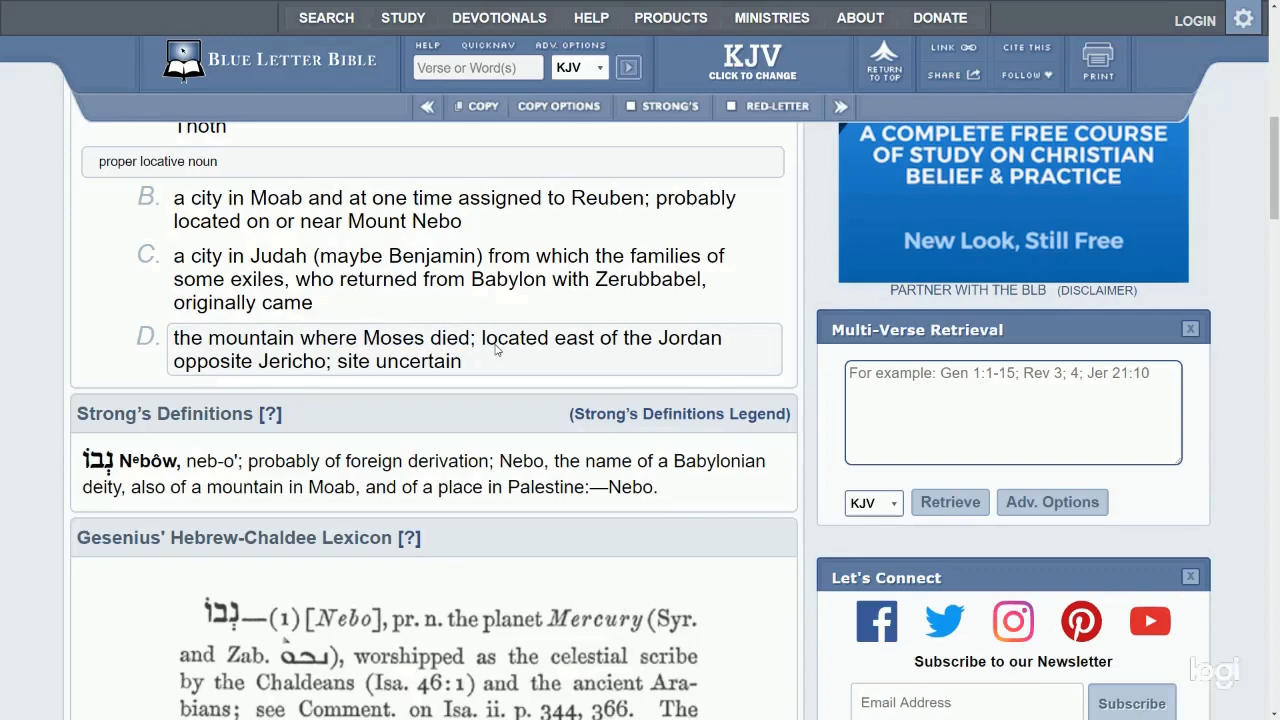 SEARCH STUDY DEVOTIONALS HELP PRODUCTS MINISTRIES ABOUT DONATE LOGIN
BLUE LETTER BIBLE
HELP QUICKNAV ADV. OPTIONS
Verse or Word(s) KJV
KJV
CLICK TO CHANGE
RETURN
TO TOP
LINK CITE THIS
SHARE FOLLOW
PRINT
COPY COPY OPTIONS STRONG'S RED-LETTER
Thoth
proper locative noun
B. a city in Moab and at one time assigned to Reuben; probably
located on or near Mount Nebo
C. a city in Judah (maybe Benjamin) from which the families of
some exiles, who returned from Babylon with Zerubbabel,
originally came
D. the mountain where Moses died; located east of the Jordan
opposite Jericho; site uncertain
Strong's Definitions [?] (Strong's Definitions Legend)
נְבוֹ Nᵉbôw, neb-o'; probably of foreign derivation; Nebo, the name of a Babylonian
deity, also of a mountain in Moab, and of a place in Palestine:—Nebo.
Gesenius' Hebrew-Chaldee Lexicon [?]
נְבוֹ—(1) [Nebo], pr. n. the planet Mercury (Syr.
and Zab. ), worshipped as the celestial scribe
by the Chaldeans (Isa. 46:1) and the ancient Ara-
bians; see Comment. on Isa. ii. p. 344, 366. The
A COMPLETE FREE COURSE
OF STUDY ON CHRISTIAN
BELIEF & PRACTICE
New Look, Still Free
PARTNER WITH THE BLB (DISCLAIMER)
Multi-Verse Retrieval X
For example: Gen 1:1-15; Rev 3; 4; Jer 21:10
KJV Retrieve Adv. Options
Let's Connect X
Subscribe to our Newsletter
Email Address Subscribe
logi